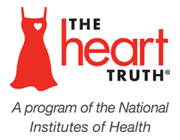 THE
heart
TRUTH®
A program of the National
Institutes of Health